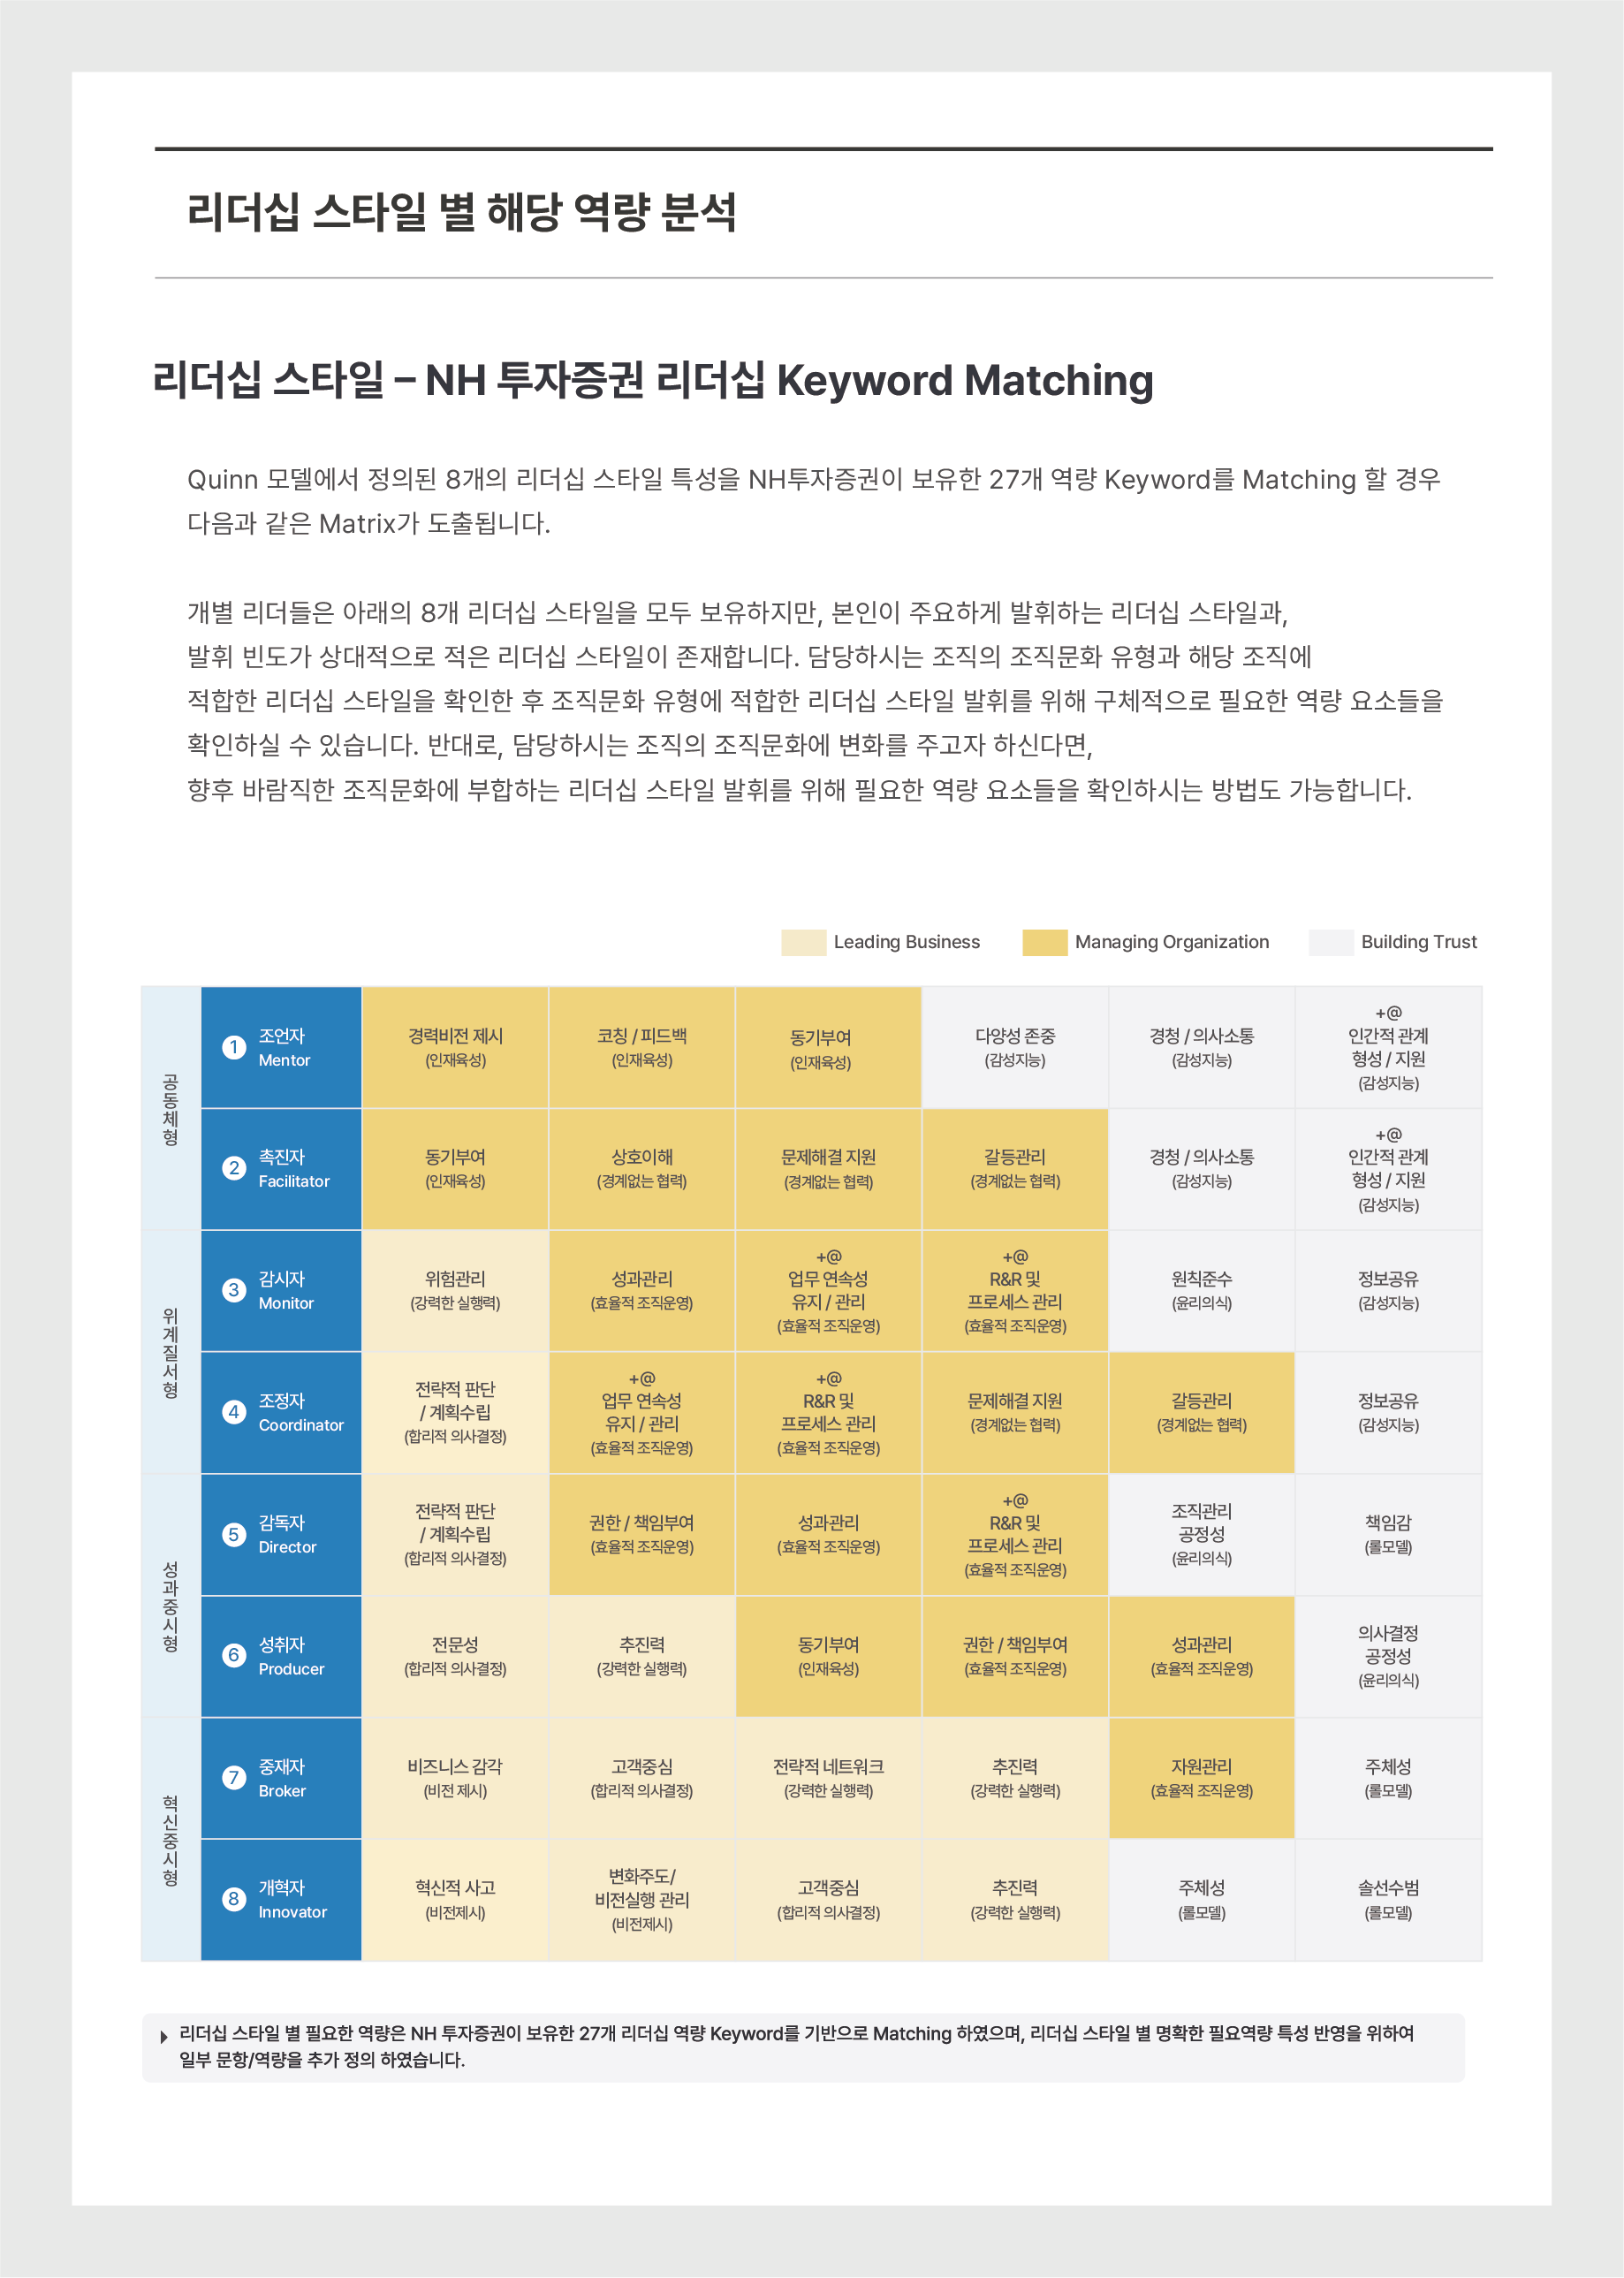 리더십 스타일 별 해당 역량 분석
리더십 스타일 – NH 투자증권 리더십 Keyword Matching
Quinn 모델에서 정의된 8개의 리더십 스타일 특성을 NH투자증권이 보유한 27개 역량 Keyword를 Matching 할 경우
다음과 같은 Matrix가 도출됩니다.
개별 리더들은 아래의 8개 리더십 스타일을 모두 보유하지만, 본인이 주요하게 발휘하는 리더십 스타일과,
발휘 빈도가 상대적으로 적은 리더십 스타일이 존재합니다. 담당하시는 조직의 조직문화 유형과 해당 조직에
적합한 리더십 스타일을 확인한 후 조직문화 유형에 적합한 리더십 스타일 발휘를 위해 구체적으로 필요한 역량 요소들을
확인하실 수 있습니다. 반대로, 담당하시는 조직의 조직문화에 변화를 주고자 하신다면,
향후 바람직한 조직문화에 부합하는 리더십 스타일 발휘를 위해 필요한 역량 요소들을 확인하시는 방법도 가능합니다.
Leading Business
Managing Organization
Building Trust
공동체형
1
조언자
Mentor
경력비전 제시
(인재육성)
코칭 / 피드백
(인재육성)
동기부여
(인재육성)
다양성 존중
(감성지능)
경청 / 의사소통
(감성지능)
+@
인간적 관계
형성 / 지원
(감성지능)
2
촉진자
Facilitator
동기부여
(인재육성)
상호이해
(경계없는 협력)
문제해결 지원
(경계없는 협력)
갈등관리
(경계없는 협력)
경청 / 의사소통
(감성지능)
+@
인간적 관계
형성 / 지원
(감성지능)
위계질서형
3
감시자
Monitor
위험관리
(강력한 실행력)
성과관리
(효율적 조직운영)
+@
업무 연속성
유지 / 관리
(효율적 조직운영)
+@
R&R 및
프로세스 관리
(효율적 조직운영)
원칙준수
(윤리의식)
정보공유
(감성지능)
4
조정자
Coordinator
전략적 판단
/ 계획수립
(합리적 의사결정)
+@
업무 연속성
유지 / 관리
(효율적 조직운영)
+@
R&R 및
프로세스 관리
(효율적 조직운영)
문제해결 지원
(경계없는 협력)
갈등관리
(경계없는 협력)
정보공유
(감성지능)
성과중시형
5
감독자
Director
전략적 판단
/ 계획수립
(합리적 의사결정)
권한 / 책임부여
(효율적 조직운영)
성과관리
(효율적 조직운영)
+@
R&R 및
프로세스 관리
(효율적 조직운영)
조직관리
공정성
(윤리의식)
책임감
(롤모델)
6
성취자
Producer
전문성
(합리적 의사결정)
추진력
(강력한 실행력)
동기부여
(인재육성)
권한 / 책임부여
(효율적 조직운영)
성과관리
(효율적 조직운영)
의사결정
공정성
(윤리의식)
혁신중시형
7
중재자
Broker
비즈니스 감각
(비전 제시)
고객중심
(합리적 의사결정)
전략적 네트워크
(강력한 실행력)
추진력
(강력한 실행력)
자원관리
(효율적 조직운영)
주체성
(롤모델)
8
개혁자
Innovator
혁신적 사고
(비전제시)
변화주도/
비전실행 관리
(비전제시)
고객중심
(합리적 의사결정)
추진력
(강력한 실행력)
주체성
(롤모델)
솔선수범
(롤모델)
리더십 스타일 별 필요한 역량은 NH 투자증권이 보유한 27개 리더십 역량 Keyword를 기반으로 Matching 하였으며, 리더십 스타일 별 명확한 필요역량 특성 반영을 위하여
일부 문항/역량을 추가 정의 하였습니다.